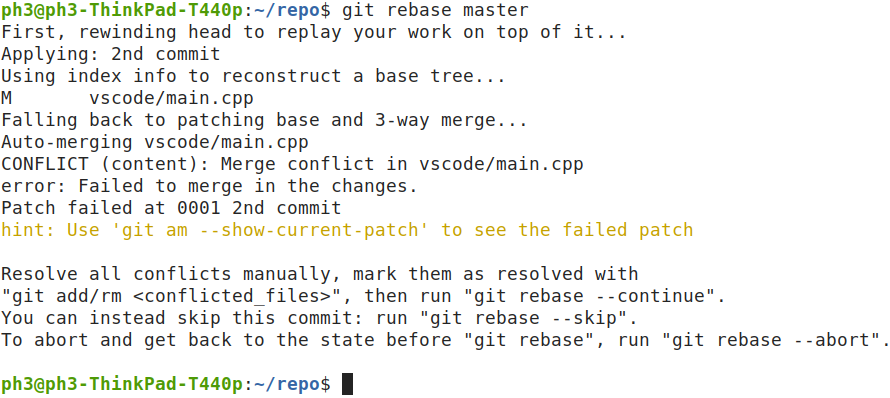 ph3@ph3-ThinkPad-T440p:~/repo$ git rebase master
First, rewinding head to replay your work on top of it...
Applying: 2nd commit
Using index info to reconstruct a base tree...
M       vscode/main.cpp
Falling back to patching base and 3-way merge...
Auto-merging vscode/main.cpp
CONFLICT (content): Merge conflict in vscode/main.cpp
error: Failed to merge in the changes.
Patch failed at 0001 2nd commit
hint: Use 'git am --show-current-patch' to see the failed patch
Resolve all conflicts manually, mark them as resolved with
"git add/rm <conflicted_files>", then run "git rebase --continue".
You can instead skip this commit: run "git rebase --skip".
To abort and get back to the state before "git rebase", run "git rebase --abort".
ph3@ph3-ThinkPad-T440p:~/repo$